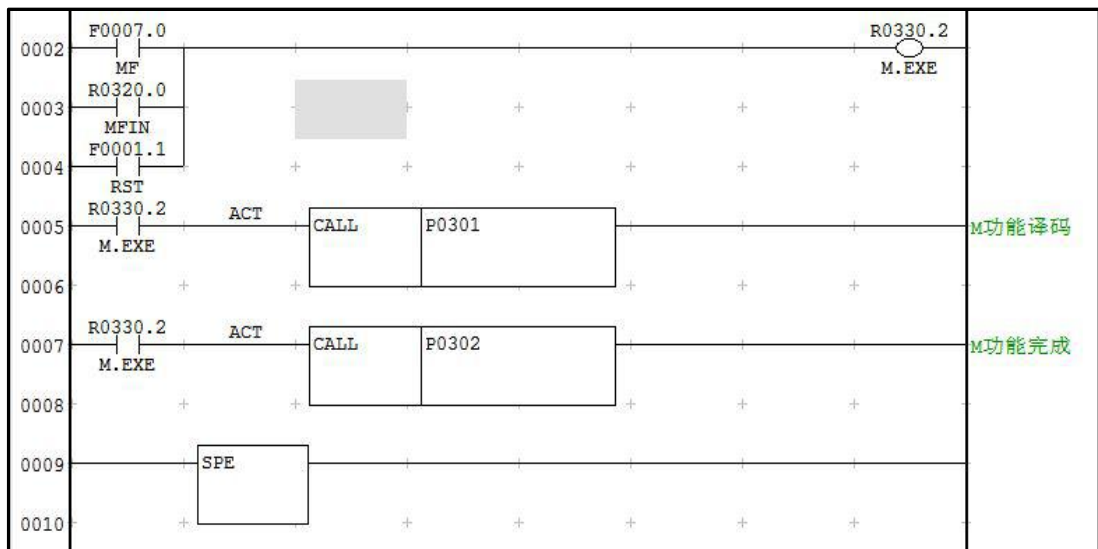 F0007.0 R0330.2
0002
MF M.EXE
R0320.0
0003
MFIN
F0001.1
0004
RST
R0330.2 ACT
0005 CALL P0301 M功能译码
M.EXE
0006
R0330.2 ACT
0007 CALL P0302 M功能完成
M.EXE
0008
0009 SPE
0010